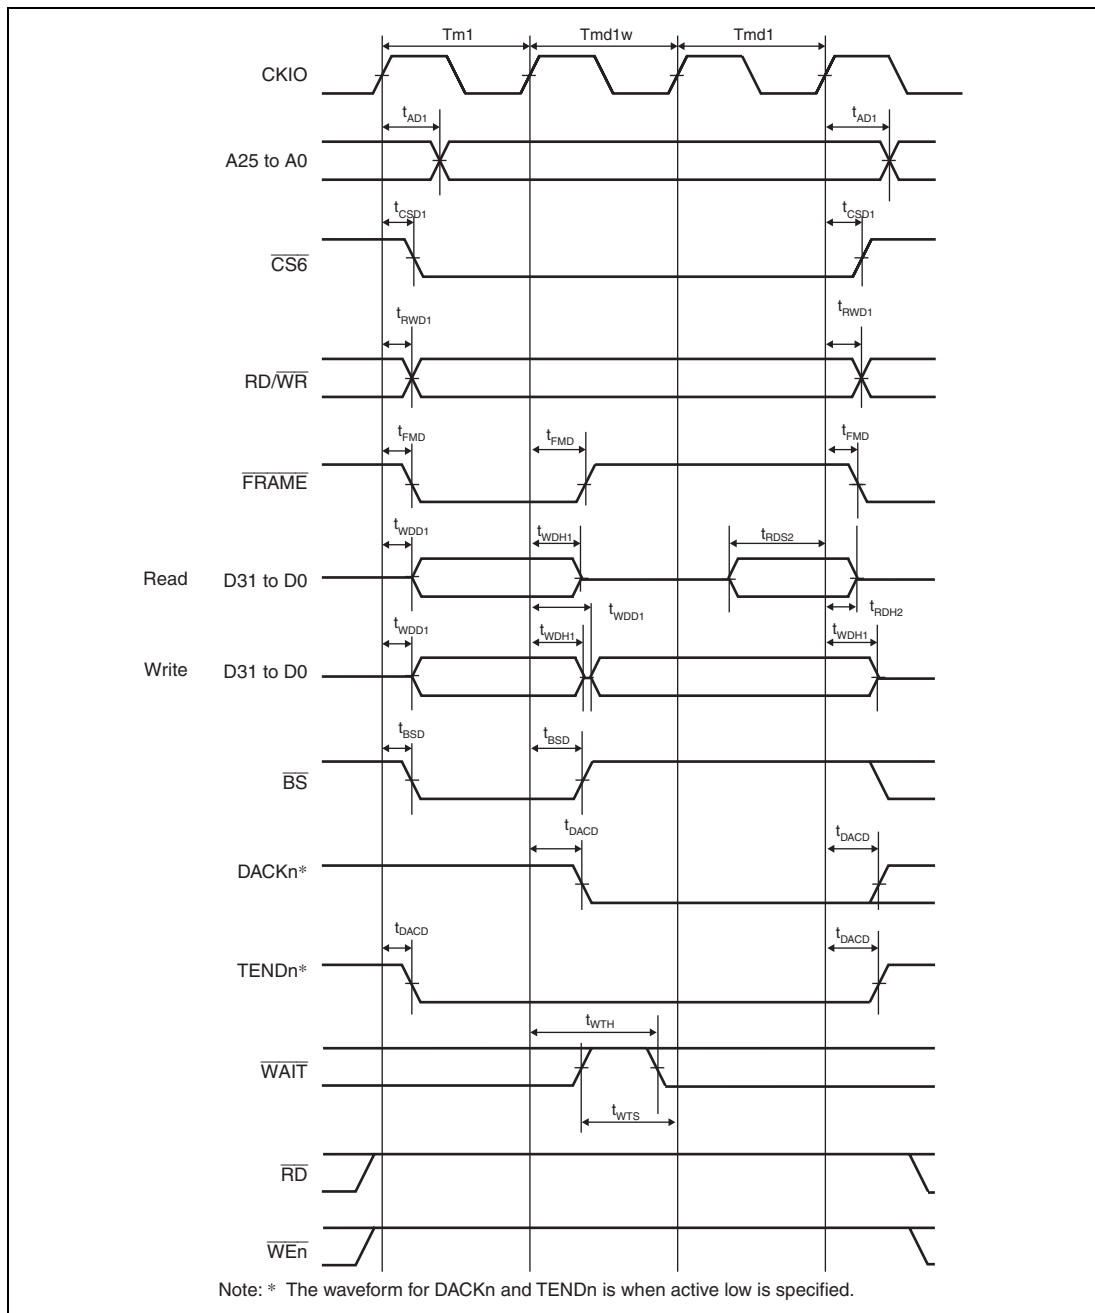 Tm1 Tmd1w Tmd1
CKIO
tAD1 tAD1
A25 to A0
tCSD1 tCSD1
CS6
tRWD1 tRWD1
RD/WR
tFMD tFMD tFMD
FRAME
tWDD1 tWDH1 tRDS2
Read D31 to D0
tWDD1 tRDH2
tWDD1 tWDH1 tWDH1
Write D31 to D0
tBSD tBSD
BS
tDACD tDACD
DACKn*
tDACD tDACD
TENDn*
tWTH
WAIT
tWTS
RD
WEn
Note: * The waveform for DACKn and TENDn is when active low is specified.